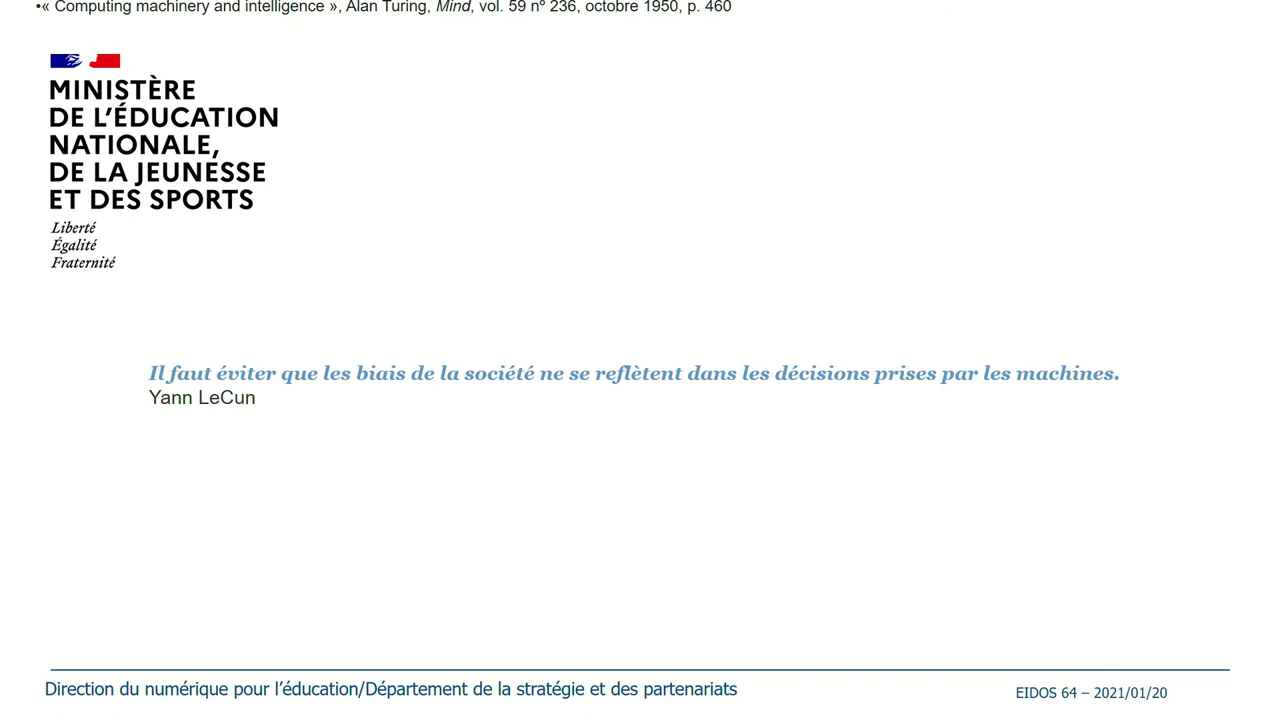 •« Computing machinery and intelligence », Alan Turing, Mind, vol. 59 nº 236, octobre 1950, p. 460
MINISTÈRE
DE L'ÉDUCATION
NATIONALE,
DE LA JEUNESSE
ET DES SPORTS
Liberté
Égalité
Fraternité
Il faut éviter que les biais de la société ne se reflètent dans les décisions prises par les machines.
Yann LeCun
Direction du numérique pour l'éducation/Département de la stratégie et des partenariats
EIDOS 64 – 2021/01/20